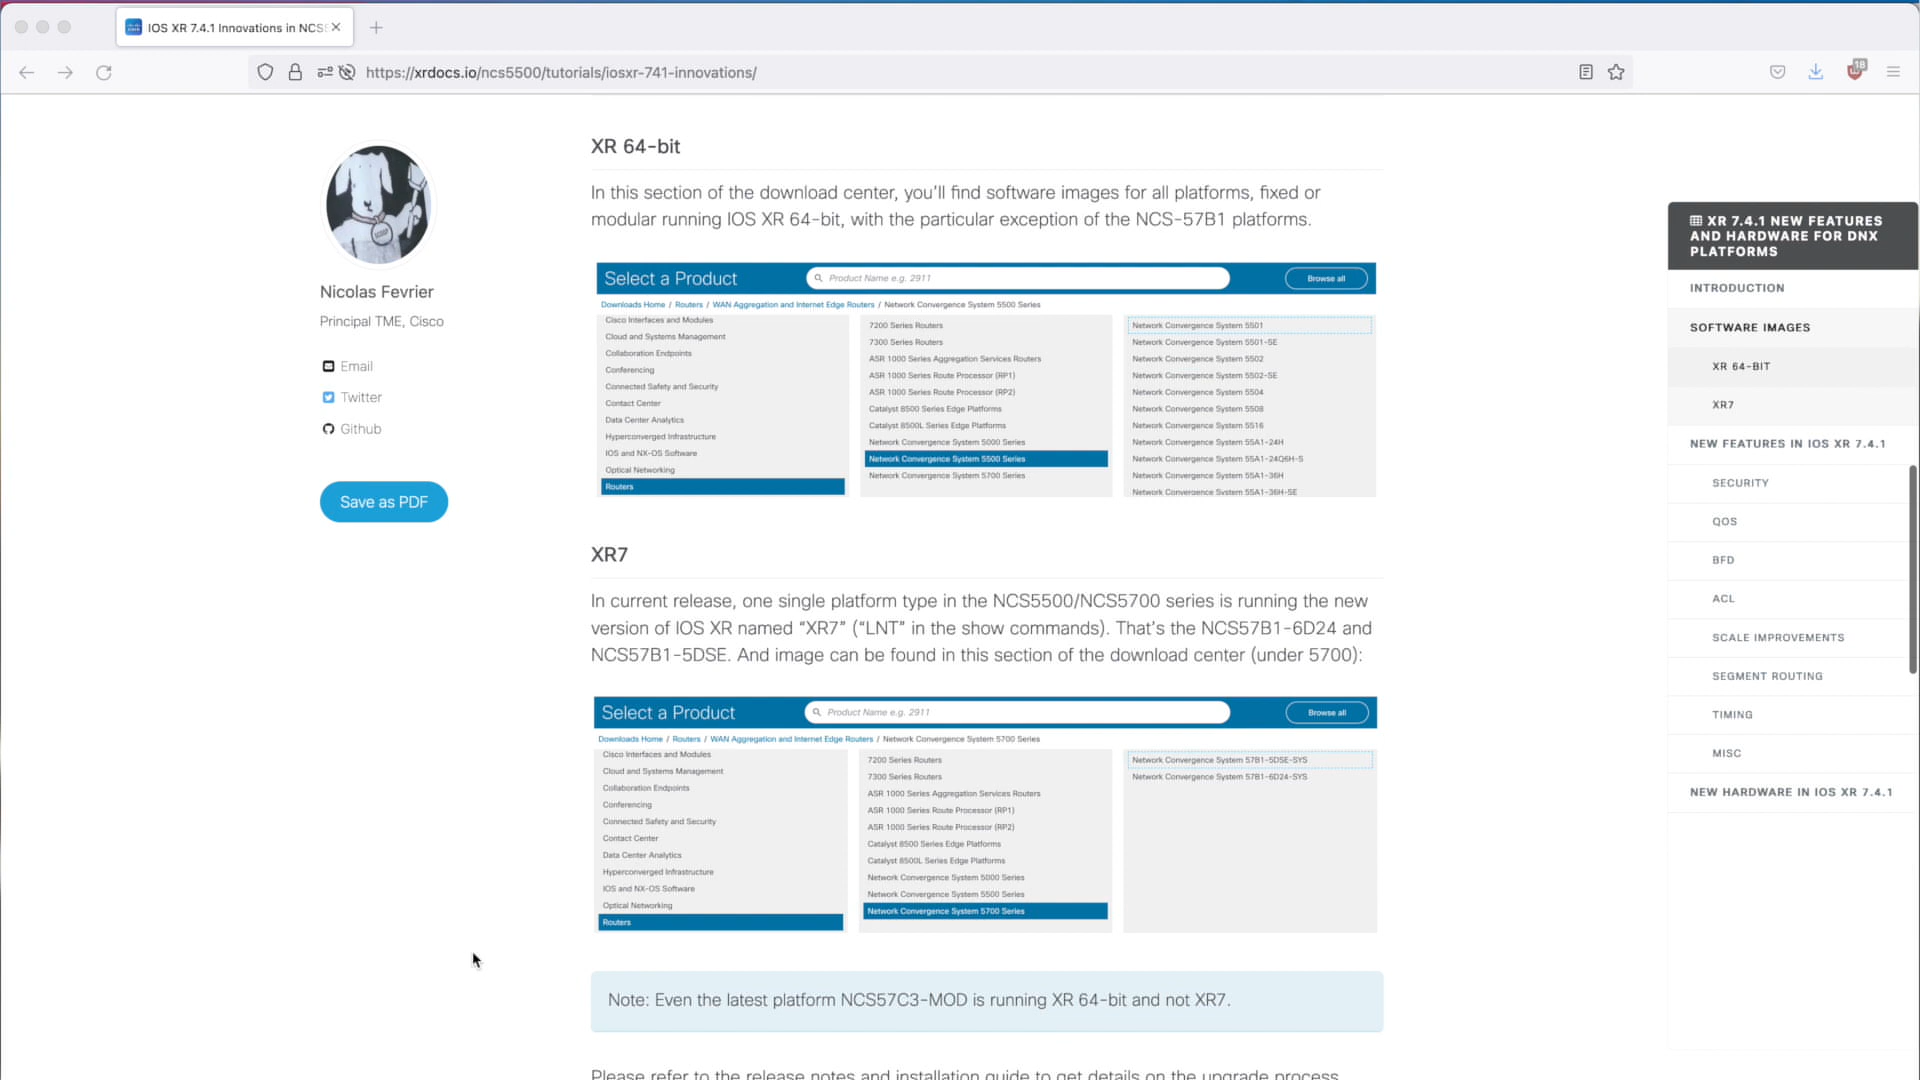 IOS XR 7.4.1 Innovations in NCS5
https://xrdocs.io/ncs5500/tutorials/iosxr-741-innovations/
18
Nicolas Fevrier
Principal TME, Cisco
Email
Twitter
Github
Save as PDF
XR 64-bit
In this section of the download center, you'll find software images for all platforms, fixed or
modular running IOS XR 64-bit, with the particular exception of the NCS-57B1 platforms.
Select a Product
Product Name e.g. 2911
Browse all
Downloads Home / Routers / WAN Aggregation and Internet Edge Routers / Network Convergence System 5500 Series
Cisco Interfaces and Modules
Cloud and Systems Management
Collaboration Endpoints
Conferencing
Connected Safety and Security
Contact Center
Data Center Analytics
Hyperconverged Infrastructure
IOS and NX-OS Software
Optical Networking
Routers
7200 Series Routers
7300 Series Routers
ASR 1000 Series Aggregation Services Routers
ASR 1000 Series Route Processor (RP1)
ASR 1000 Series Route Processor (RP2)
Catalyst 8500 Series Edge Platforms
Catalyst 8500L Series Edge Platforms
Network Convergence System 5000 Series
Network Convergence System 5500 Series
Network Convergence System 5700 Series
Network Convergence System 5501
Network Convergence System 5501-SE
Network Convergence System 5502
Network Convergence System 5502-SE
Network Convergence System 5504
Network Convergence System 5508
Network Convergence System 5516
Network Convergence System 55A1-24H
Network Convergence System 55A1-24Q6H-S
Network Convergence System 55A1-36H
Network Convergence System 55A1-36H-SE
XR7
In current release, one single platform type in the NCS5500/NCS5700 series is running the new
version of IOS XR named “XR7” (“LNT” in the show commands). That's the NCS57B1-6D24 and
NCS57B1-5DSE. And image can be found in this section of the download center (under 5700):
Select a Product
Product Name e.g. 2911
Browse all
Downloads Home / Routers / WAN Aggregation and Internet Edge Routers / Network Convergence System 5700 Series
Cisco Interfaces and Modules
Cloud and Systems Management
Collaboration Endpoints
Conferencing
Connected Safety and Security
Contact Center
Data Center Analytics
Hyperconverged Infrastructure
IOS and NX-OS Software
Optical Networking
Routers
7200 Series Routers
7300 Series Routers
ASR 1000 Series Aggregation Services Routers
ASR 1000 Series Route Processor (RP1)
ASR 1000 Series Route Processor (RP2)
Catalyst 8500 Series Edge Platforms
Catalyst 8500L Series Edge Platforms
Network Convergence System 5000 Series
Network Convergence System 5500 Series
Network Convergence System 5700 Series
Network Convergence System 57B1-5DSE-SYS
Network Convergence System 57B1-6D24-SYS
Note: Even the latest platform NCS57C3-MOD is running XR 64-bit and not XR7.
Please refer to the release notes and installation guide to get details on the upgrade process.
XR 7.4.1 NEW FEATURES
AND HARDWARE FOR DNX
PLATFORMS
INTRODUCTION
SOFTWARE IMAGES
XR 64-BIT
XR7
NEW FEATURES IN IOS XR 7.4.1
SECURITY
QOS
BFD
ACL
SCALE IMPROVEMENTS
SEGMENT ROUTING
TIMING
MISC
NEW HARDWARE IN IOS XR 7.4.1